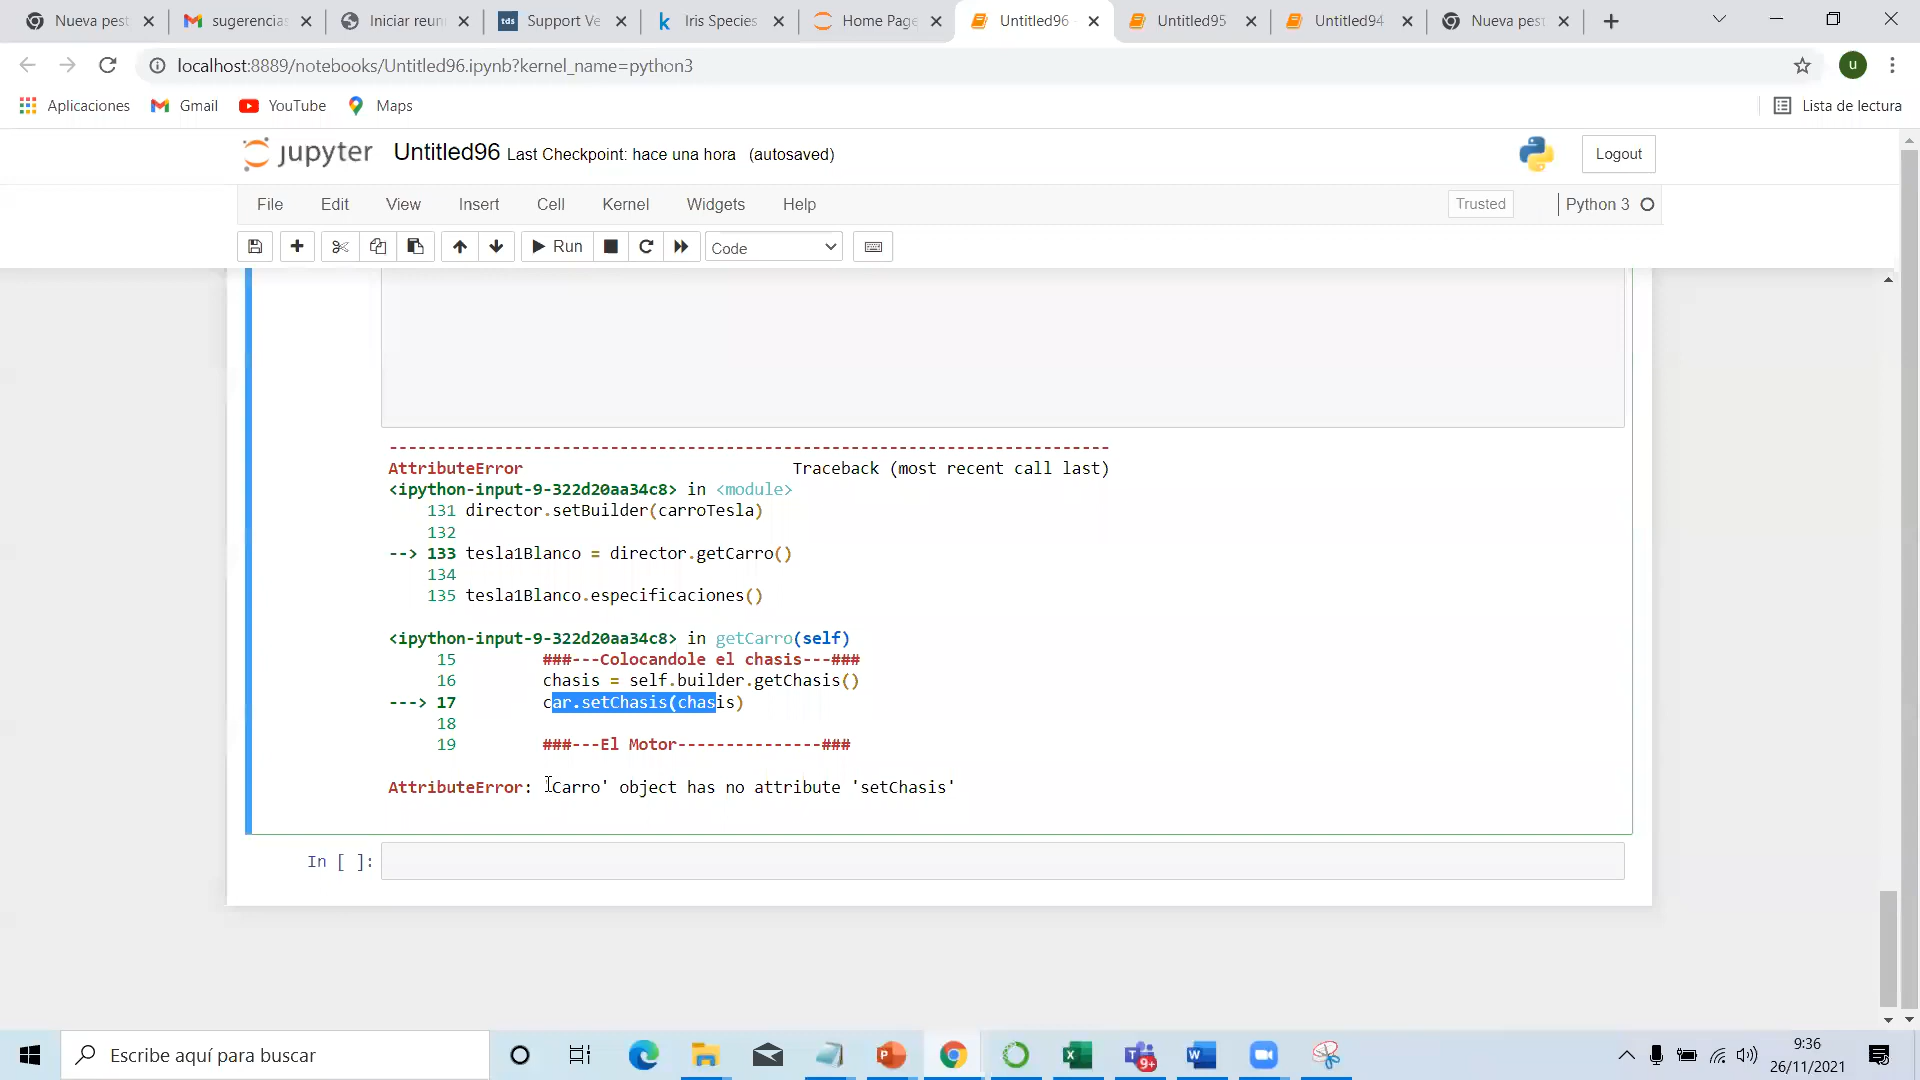 Nueva pest
sugerencias
Iniciar reuni
tds Support Ve
k Iris Species
Home Page
Untitled96 -
Untitled95
Untitled94
Nueva pest
localhost:8889/notebooks/Untitled96.ipynb?kernel_name=python3
u
Aplicaciones Gmail YouTube Maps Lista de lectura
jupyter Untitled96 Last Checkpoint: hace una hora (autosaved) Logout
File Edit View Insert Cell Kernel Widgets Help Trusted Python 3
Run Code
---------------------------------------------------------------------------
AttributeError Traceback (most recent call last)
<ipython-input-9-322d20aa34c8> in <module>
131 director.setBuilder(carroTesla)
132
--> 133 tesla1Blanco = director.getCarro()
134
135 tesla1Blanco.especificaciones()
<ipython-input-9-322d20aa34c8> in getCarro(self)
15 ###---Colocandole el chasis---###
16 chasis = self.builder.getChasis()
---> 17 car.setChasis(chasis)
18
19 ###---El Motor---------------###
AttributeError: 'Carro' object has no attribute 'setChasis'
In [ ]:
Escribe aquí para buscar
9+
9:36
26/11/2021